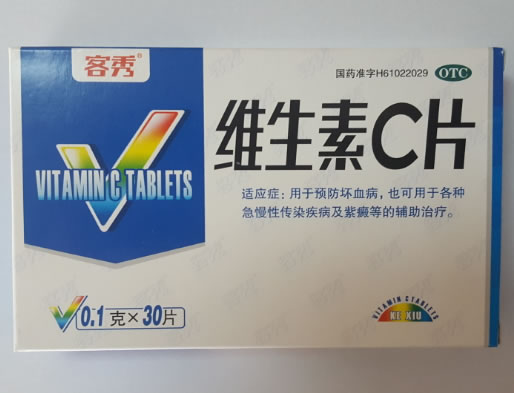 客秀®
国药准字H61022029 OTC
维生素C片
VITAMIN C TABLETS
适应症：用于预防坏血病，也可用于各种
急慢性传染疾病及紫癜等的辅助治疗。
0.1克×30片
VITAMIN C TABLETS
KE XIU